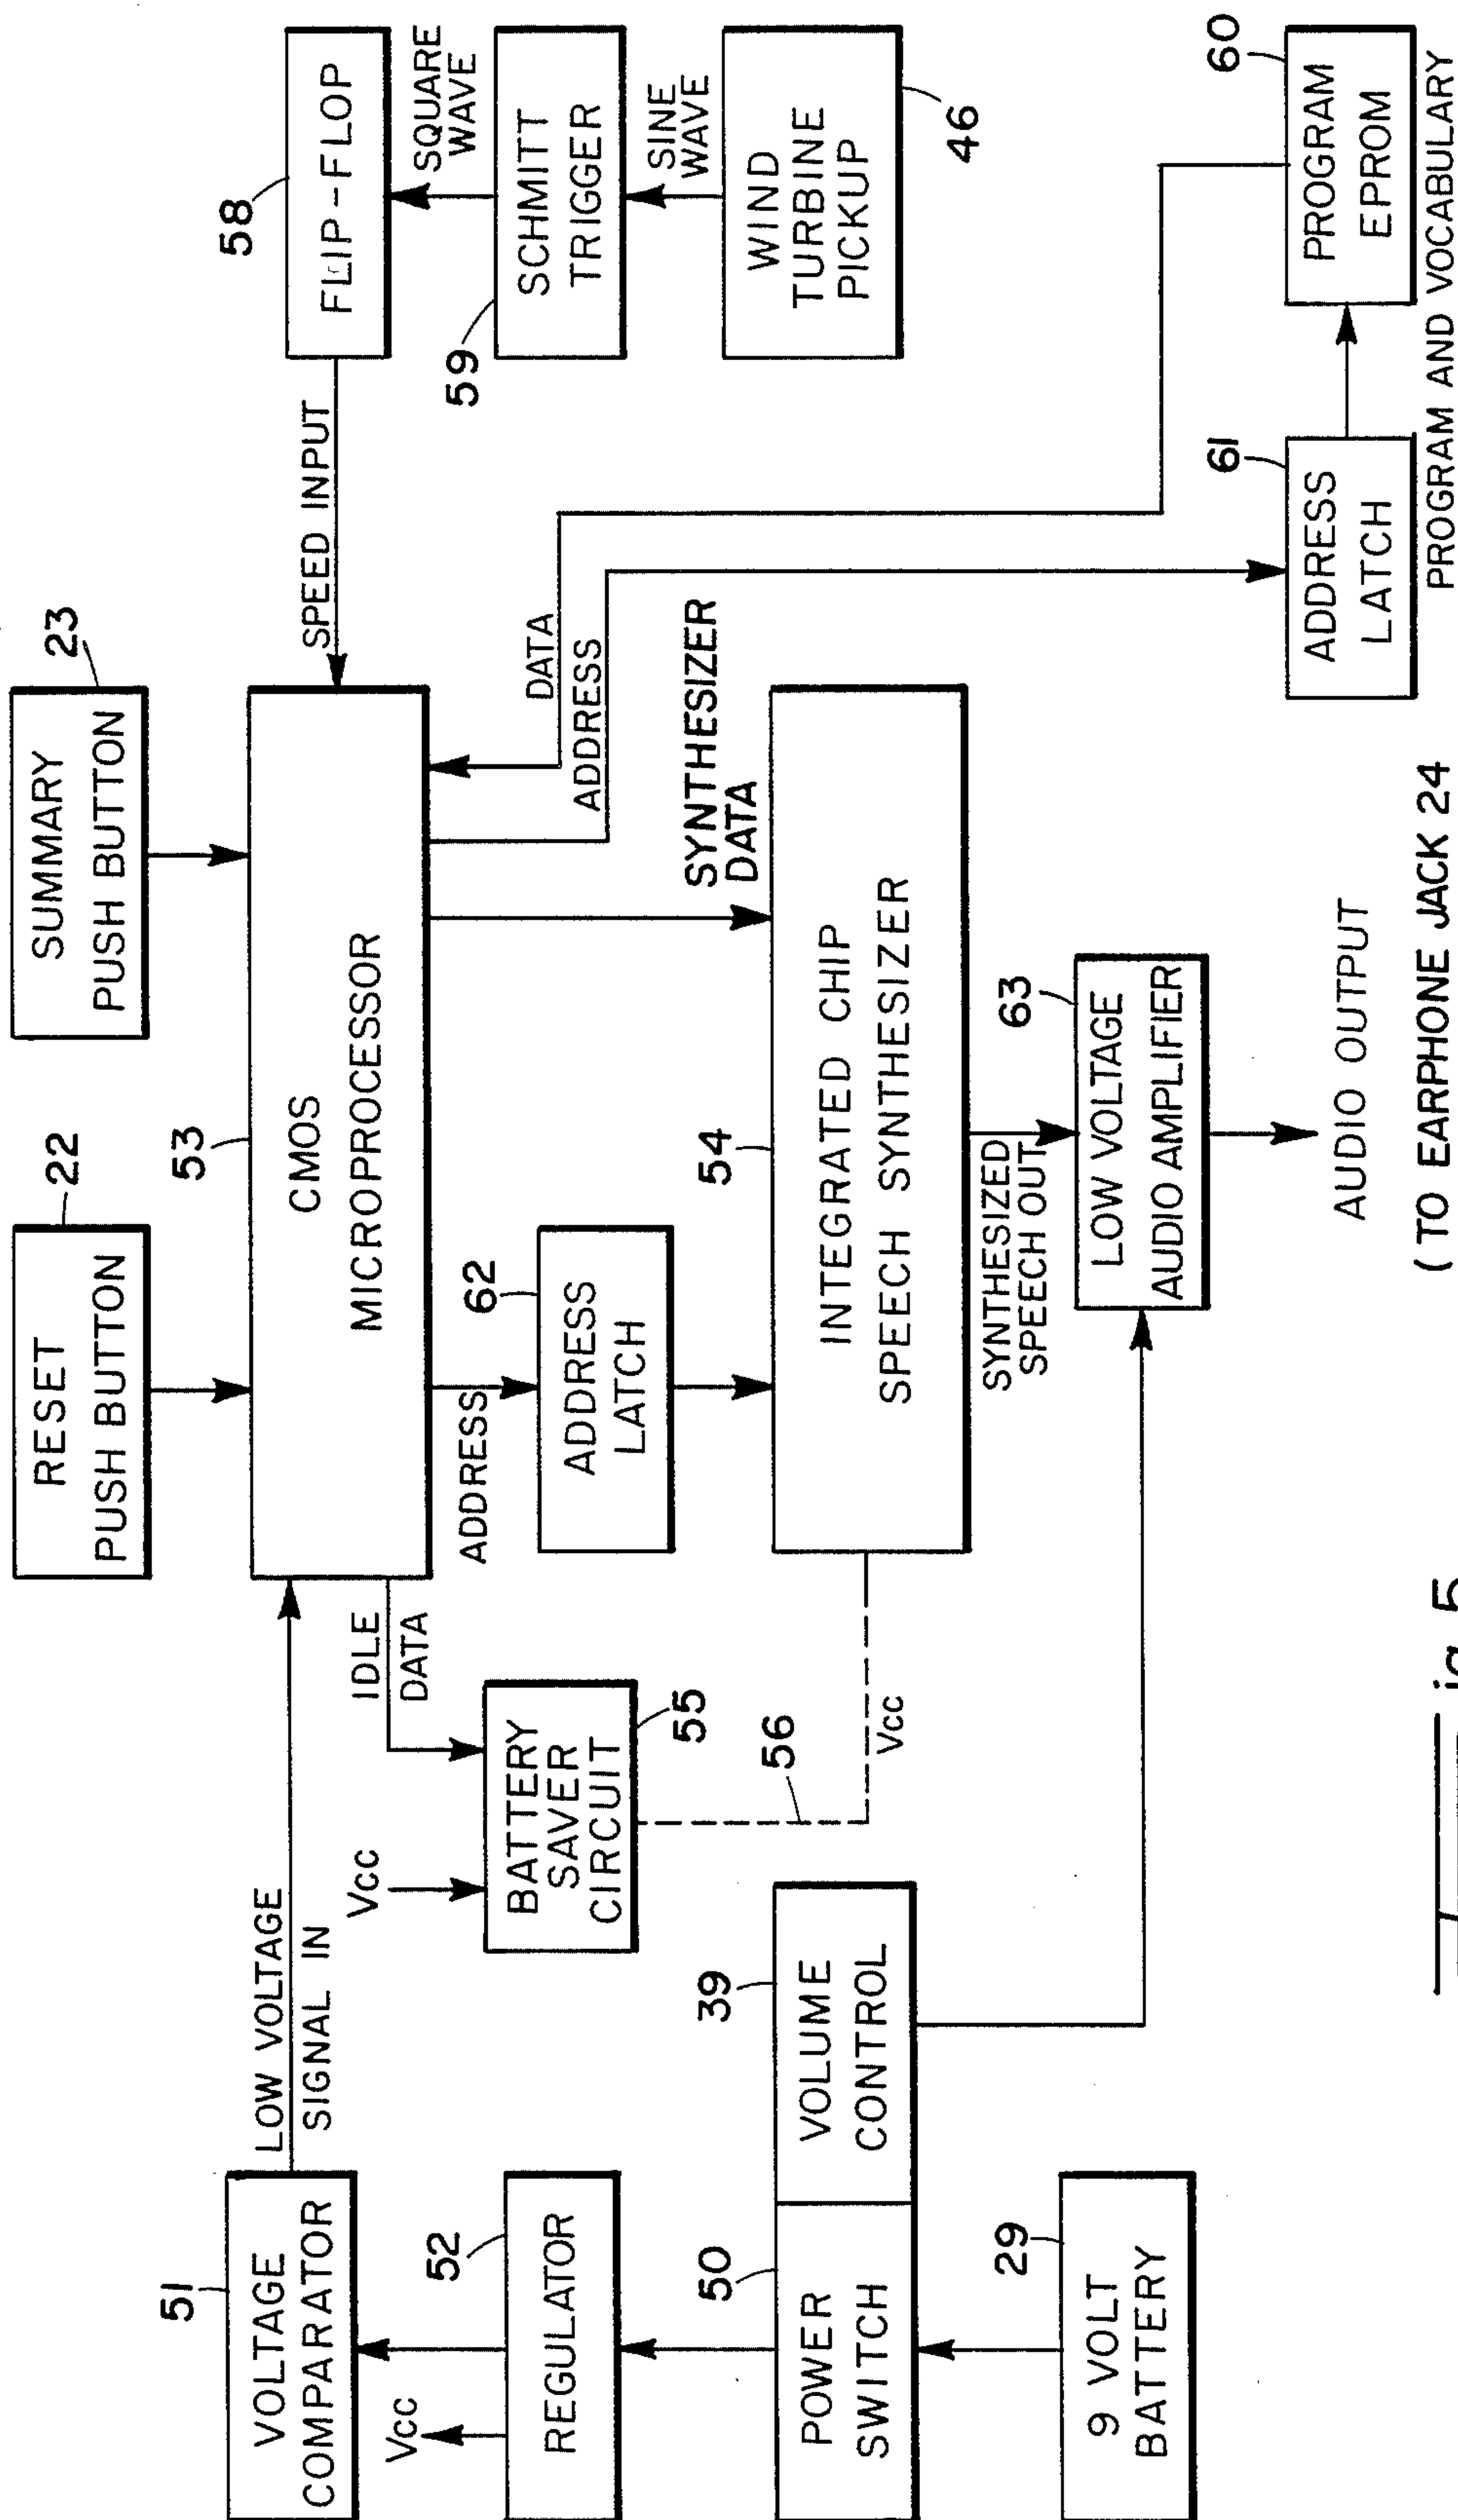 RESET
PUSH BUTTON
22
SUMMARY
PUSH BUTTON
23
51
VOLTAGE
COMPARATOR
LOW VOLTAGE
SIGNAL IN
53
CMOS
MICROPROCESSOR
SPEED INPUT
58
FLIP-FLOP
SQUARE
WAVE
59
SCHMITT
TRIGGER
SINE
WAVE
WIND
TURBINE
PICKUP
46
Vcc
52
REGULATOR
IDLE
DATA
Vcc
BATTERY
SAVER
CIRCUIT
55
56
Vcc
ADDRESS
62
ADDRESS
LATCH
DATA
ADDRESS
SYNTHESIZER
DATA
50
POWER
SWITCH
39
VOLUME
CONTROL
54
INTEGRATED CHIP
SPEECH SYNTHESIZER
SYNTHESIZED
SPEECH OUT
29
9 VOLT
BATTERY
63
LOW VOLTAGE
AUDIO AMPLIFIER
AUDIO OUTPUT
( TO EARPHONE JACK 24
61
ADDRESS
LATCH
60
PROGRAM
EPROM
PROGRAM AND VOCABULARY